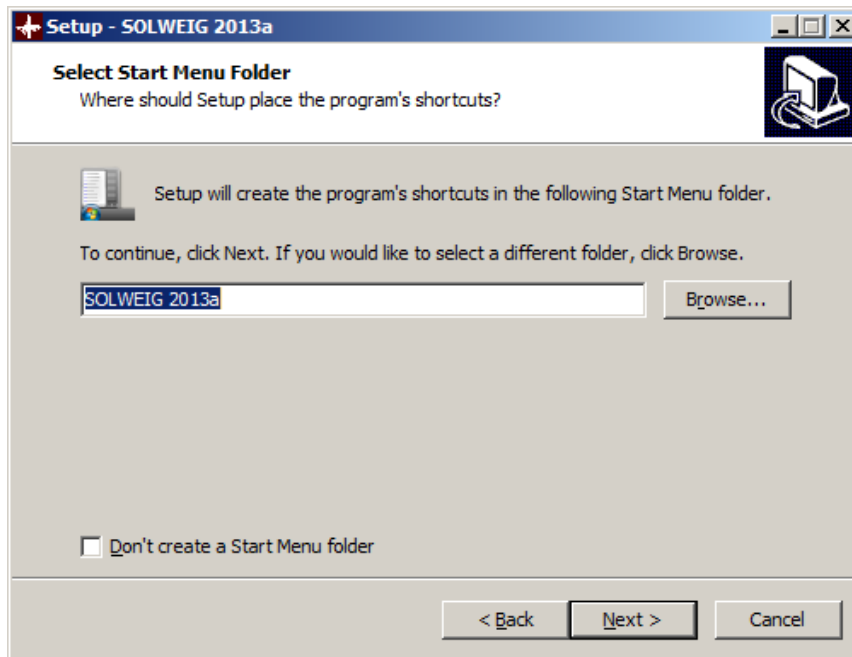 Setup - SOLWEIG 2013a
Select Start Menu Folder
Where should Setup place the program's shortcuts?
Setup will create the program's shortcuts in the following Start Menu folder.
To continue, click Next. If you would like to select a different folder, click Browse.
SOLWEIG 2013a
Browse...
Don't create a Start Menu folder
< Back
Next >
Cancel